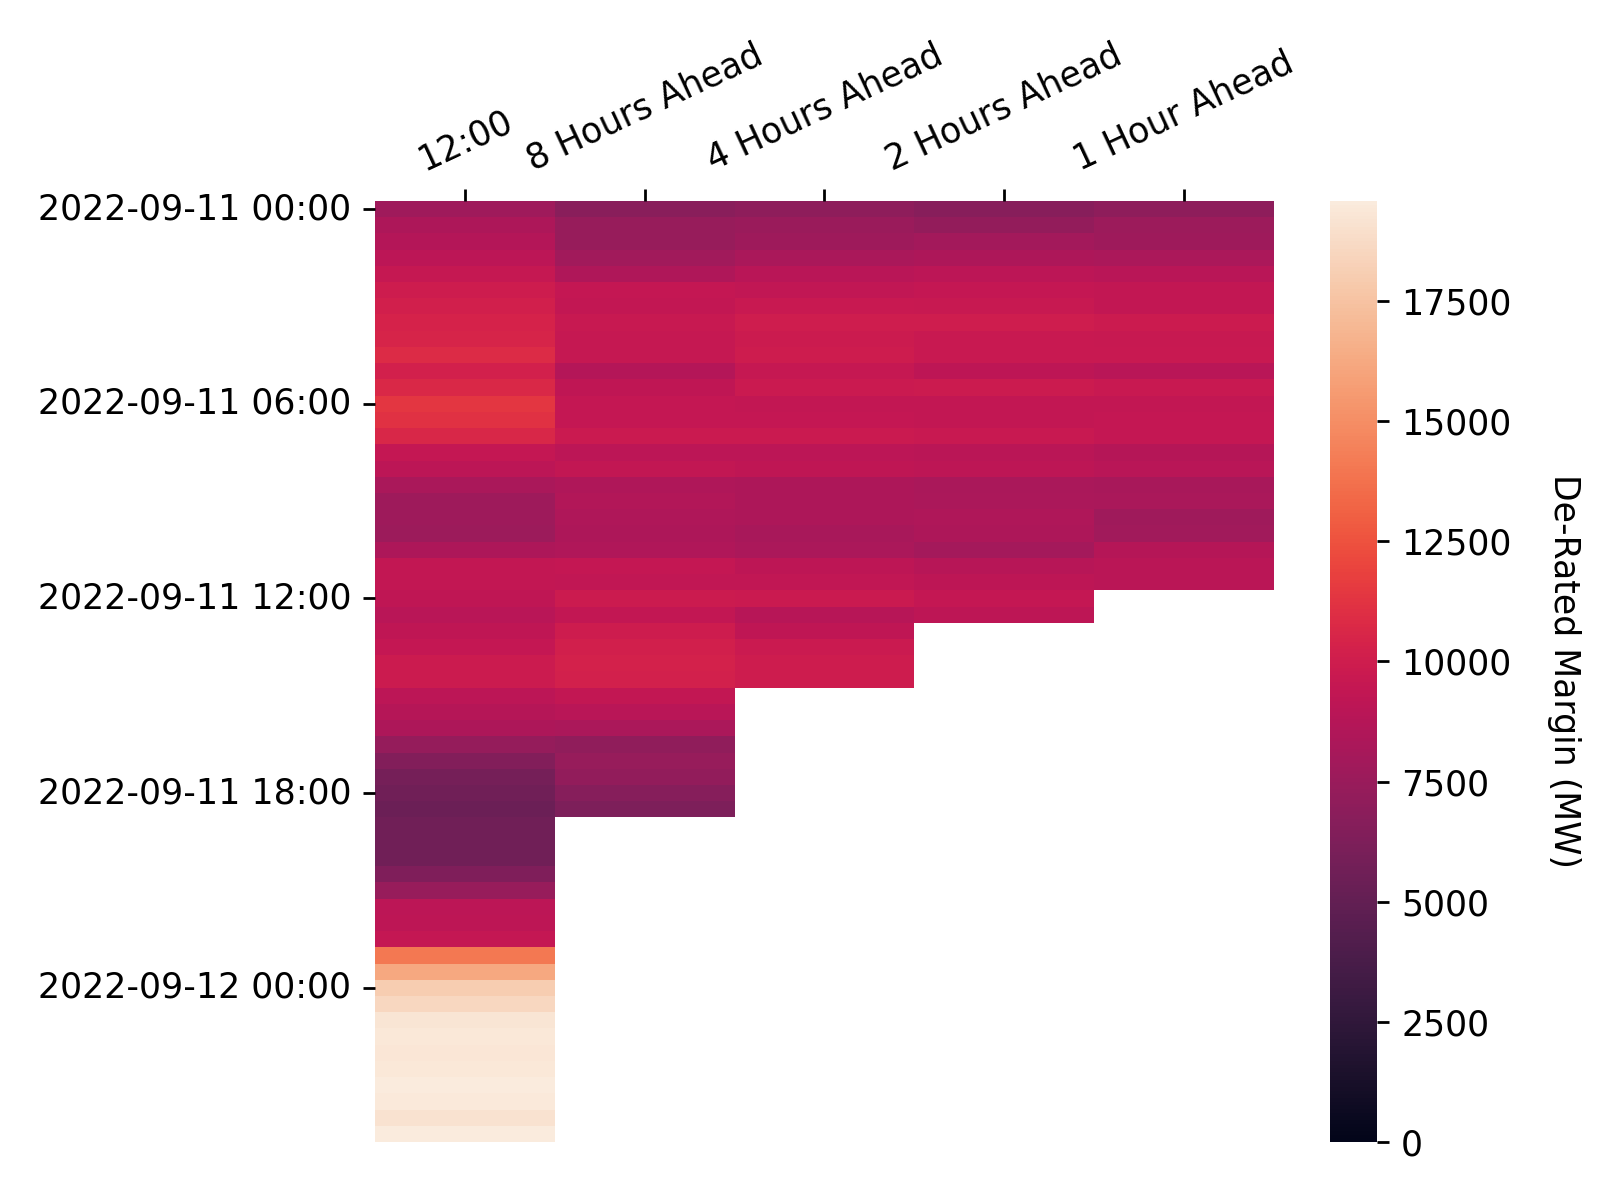 12:00
8 Hours Ahead
4 Hours Ahead
2 Hours Ahead
1 Hour Ahead
2022-09-11 00:00
2022-09-11 06:00
2022-09-11 12:00
2022-09-11 18:00
2022-09-12 00:00
17500
15000
12500
10000
7500
5000
2500
0
De-Rated Margin (MW)